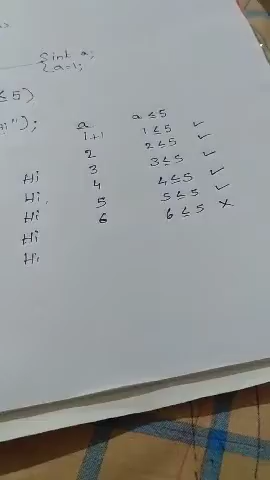 {int a;
{a=1;
≤5)
i");
a a≤5
1+1 1≤5 ✓
2 2≤5 ✓
3 3≤5 ✓
Hi 4 4≤5 ✓
Hi, 5 5≤5 ✓
Hi 6 6≤5 ✗
Hi
Hi